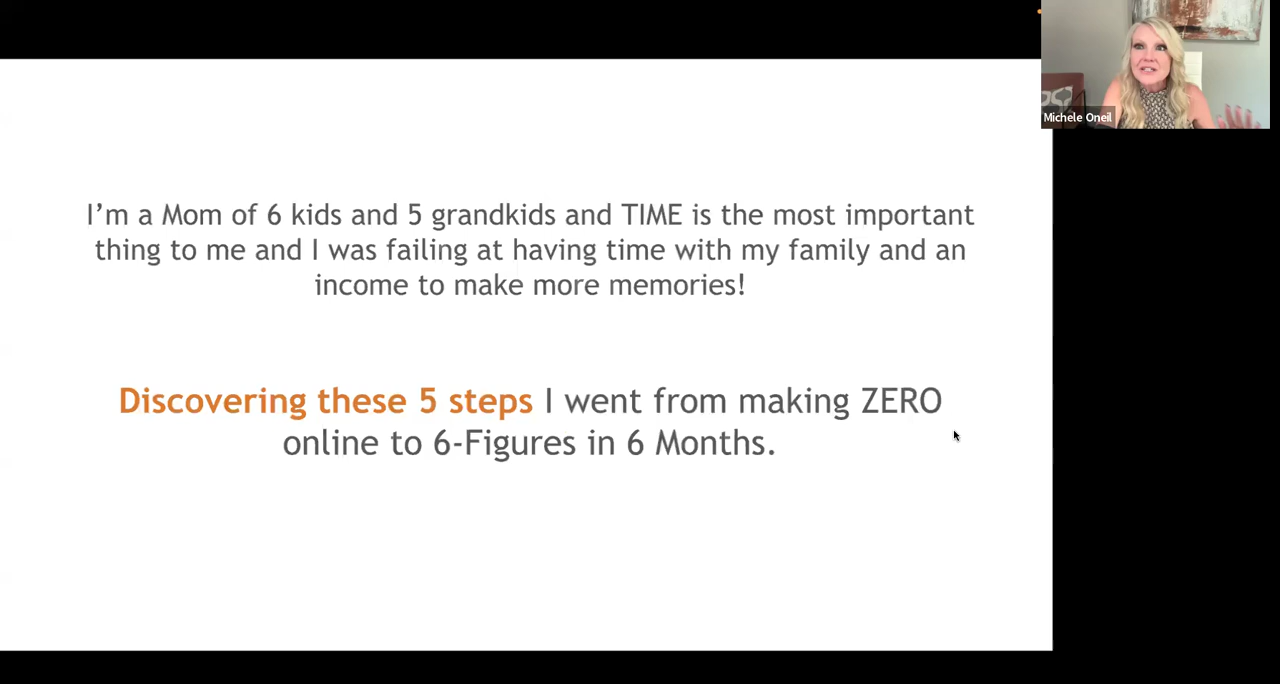 Michele Oneil
I’m a Mom of 6 kids and 5 grandkids and TIME is the most important
thing to me and I was failing at having time with my family and an
income to make more memories!
Discovering these 5 steps I went from making ZERO
online to 6-Figures in 6 Months.